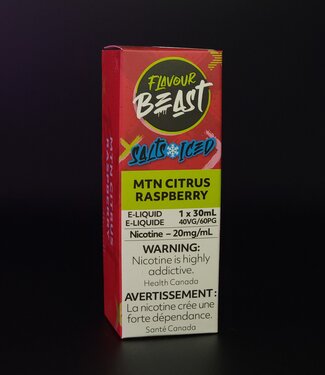 FLAVOUR
BEAST
SALTS ICED
MTN CITRUS
RASPBERRY
E-LIQUID 1 x 30mL
E-LIQUIDE 40VG/60PG
Nicotine – 20mg/mL
WARNING:
Nicotine is highly
addictive.
Health Canada
AVERTISSEMENT:
La nicotine crée une
forte dépendance.
Santé Canada